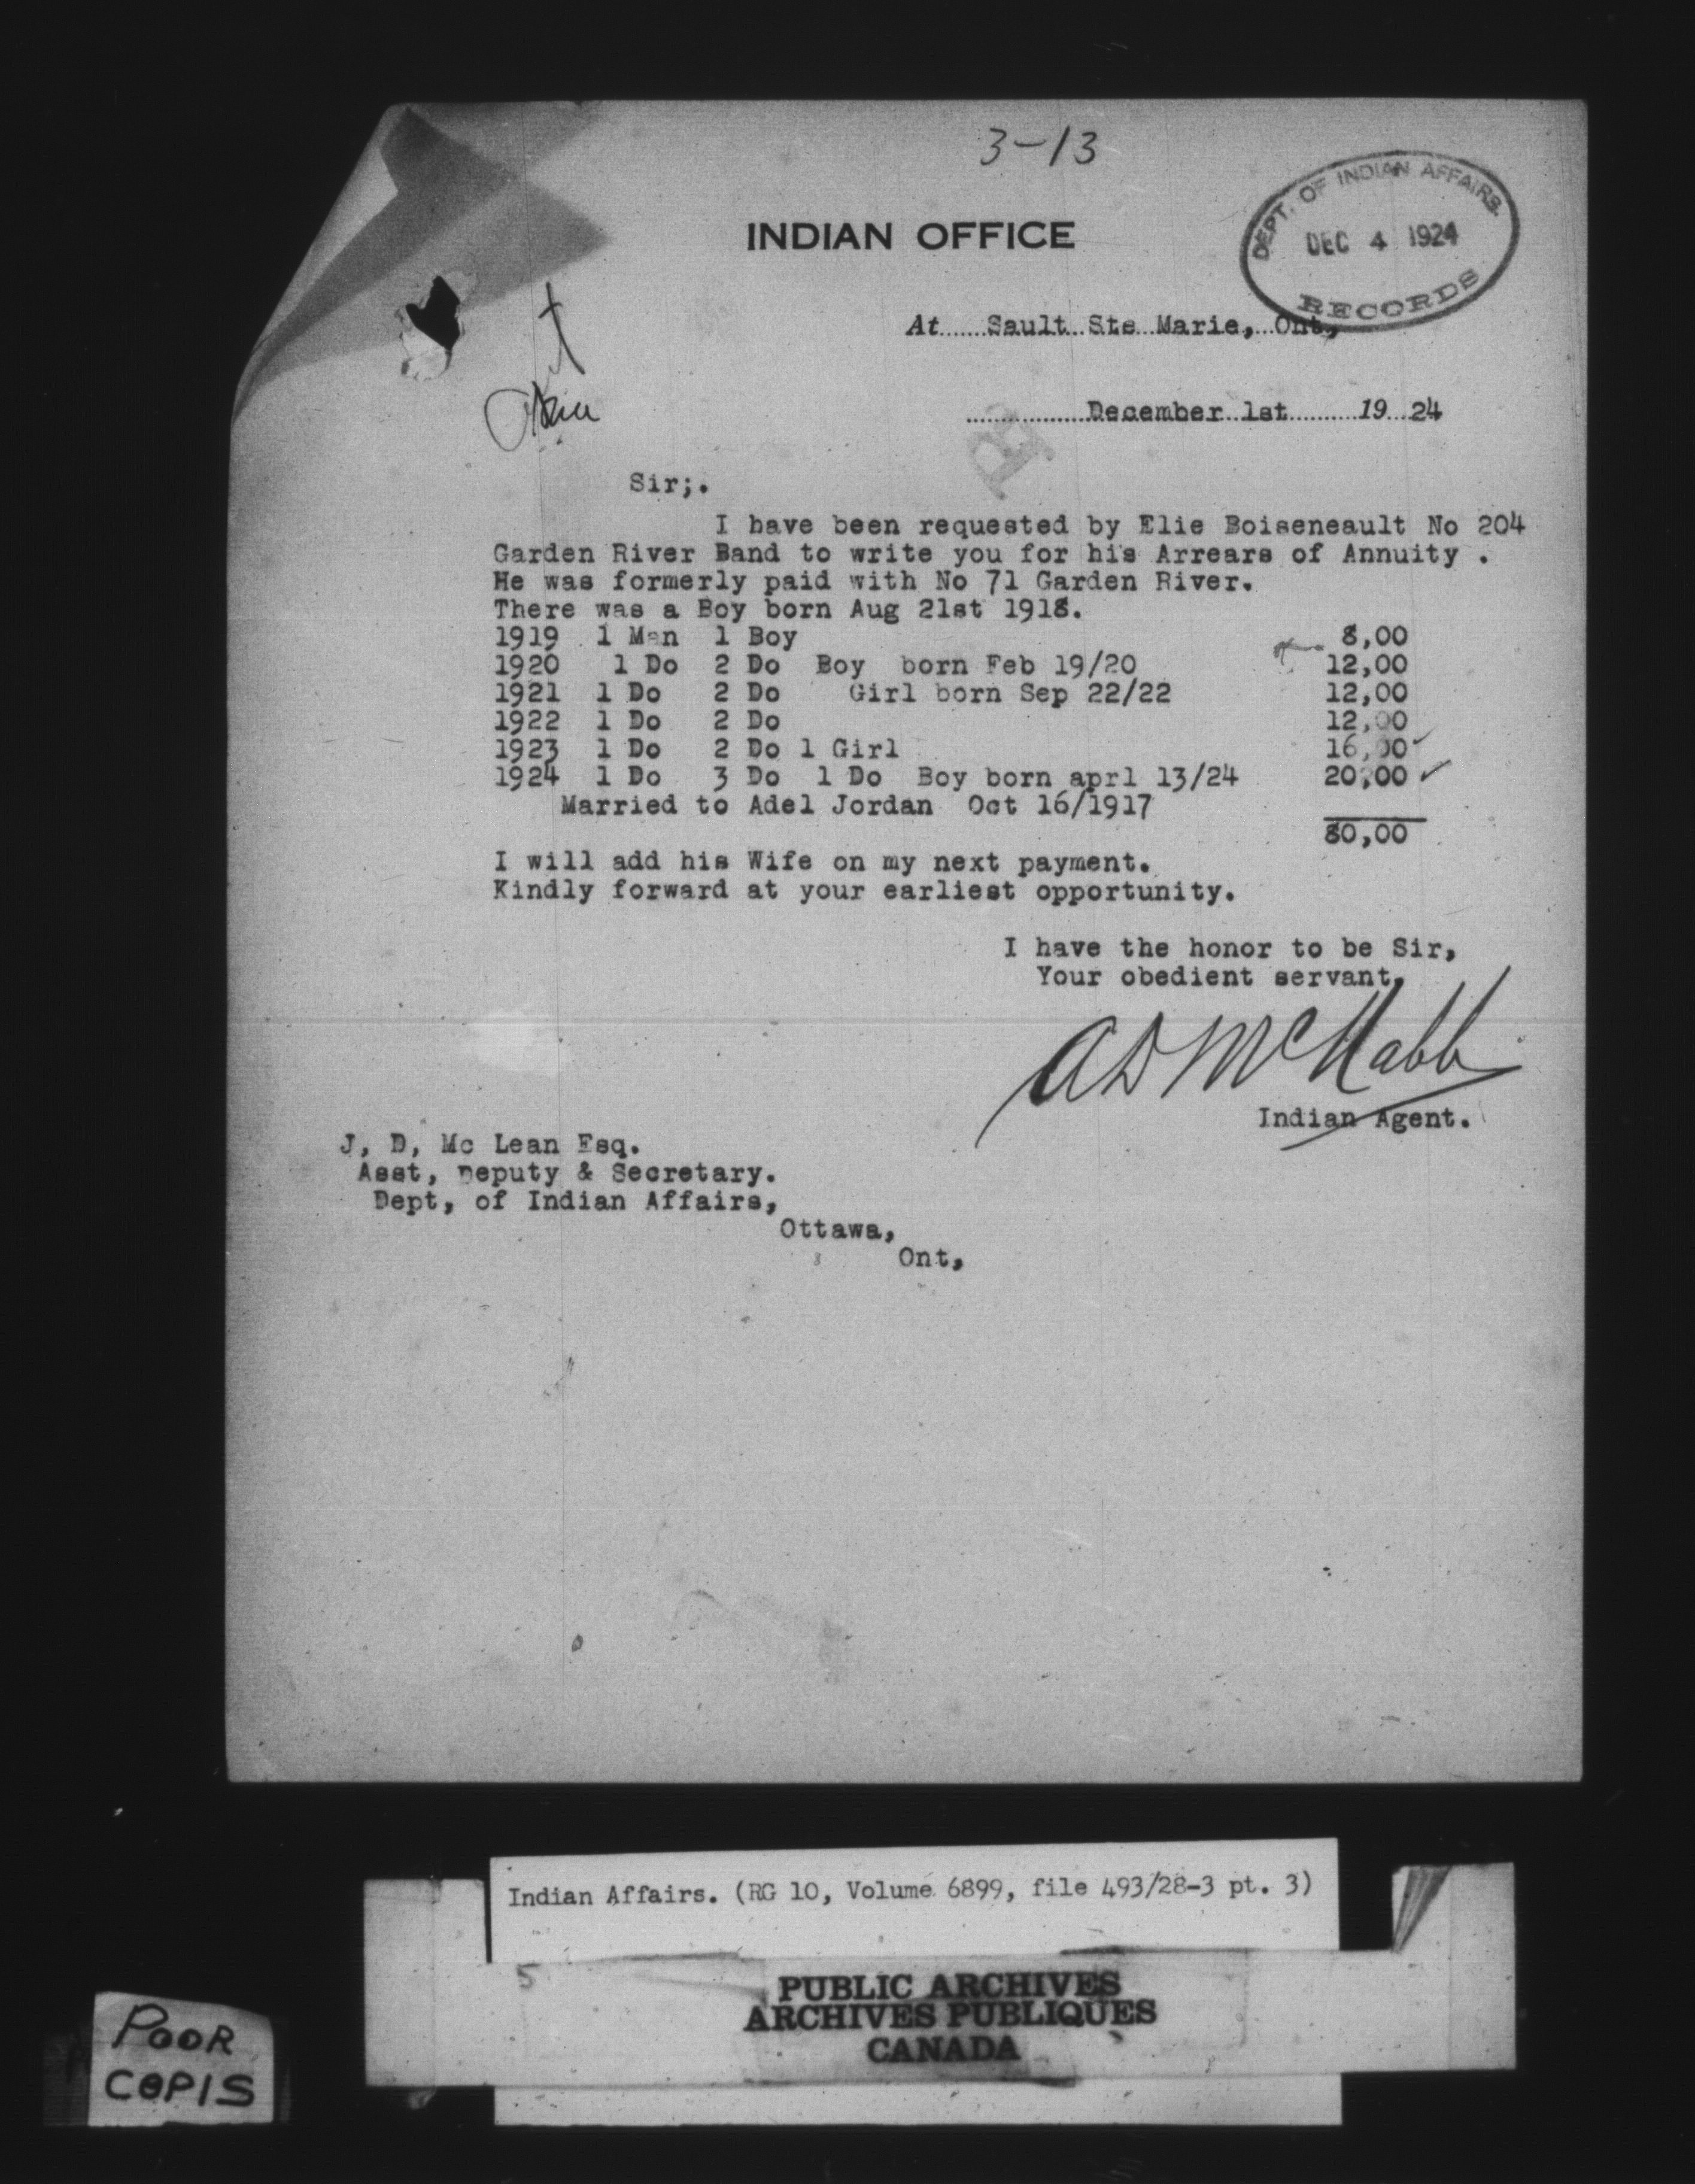 3-13
DEPT. OF INDIAN AFFAIRS.
DEC 4 1924
RECORDS
INDIAN OFFICE
At Sault Ste Marie, Ont,
December 1st 19 24
Sir;.
I have been requested by Elie Boiseneault No 204
Garden River Band to write you for his Arrears of Annuity .
He was formerly paid with No 71 Garden River.
There was a Boy born Aug 21st 1918.
1919 1 Man 1 Boy 8,00
1920 1 Do 2 Do Boy born Feb 19/20 12,00
1921 1 Do 2 Do Girl born Sep 22/22 12,00
1922 1 Do 2 Do 12,00
1923 1 Do 2 Do 1 Girl 16,00
1924 1 Do 3 Do 1 Do Boy born aprl 13/24 20,00
Married to Adel Jordan Oct 16/1917
80,00
I will add his Wife on my next payment.
Kindly forward at your earliest opportunity.
I have the honor to be Sir,
Your obedient servant,
A D McNabb
Indian Agent.
J, D, Mc Lean Esq.
Asst, Deputy & Secretary.
Dept, of Indian Affairs,
Ottawa,
Ont,
Indian Affairs. (RG 10, Volume 6899, file 493/28-3 pt. 3)
5
PUBLIC ARCHIVES
ARCHIVES PUBLIQUES
CANADA
POOR
COPIS